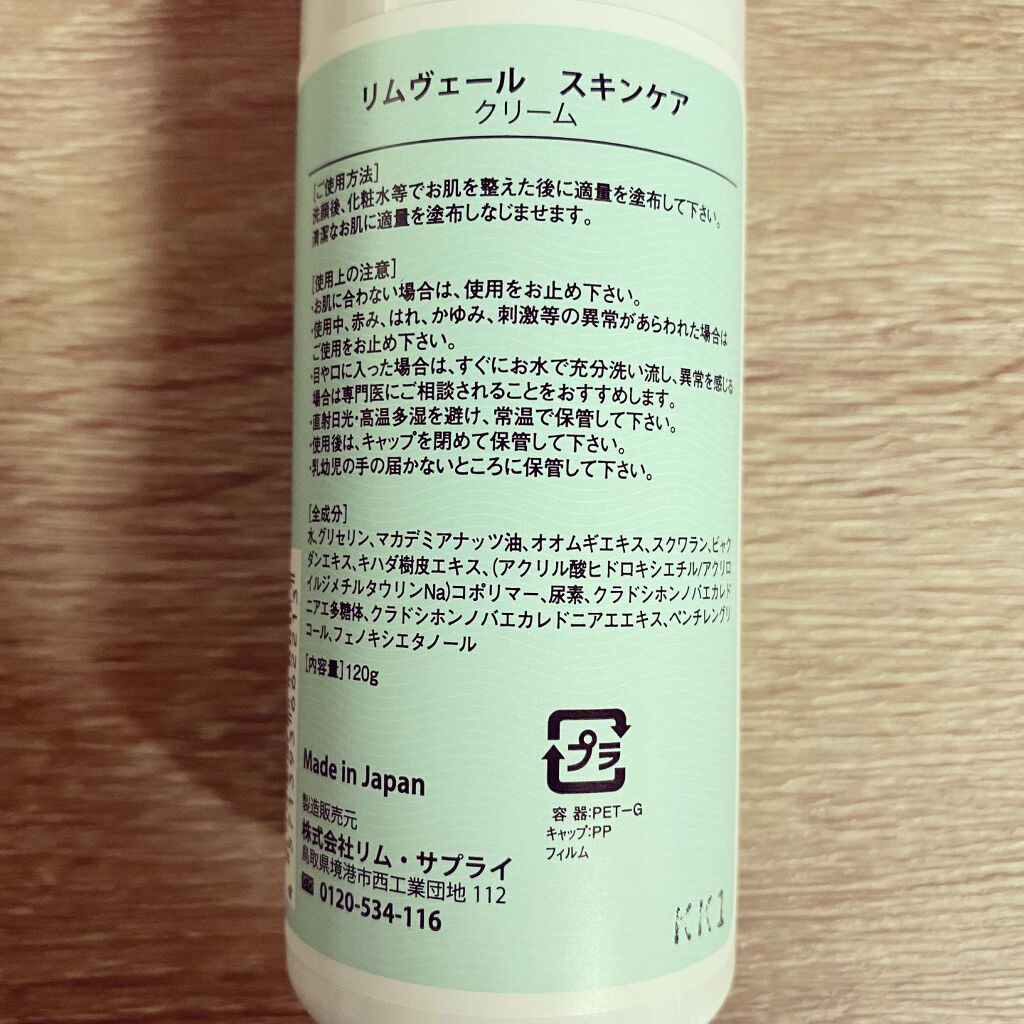 リムヴェール　スキンケア
クリーム
[ご使用方法]
洗顔後、化粧水等でお肌を整えた後に適量を塗布して下さい。
清潔なお肌に適量を塗布しなじませます。
[使用上の注意]
・お肌に合わない場合は、使用をお止め下さい。
・使用中、赤み、はれ、かゆみ、刺激等の異常があらわれた場合は
ご使用をお止め下さい。
・目や口に入った場合は、すぐにお水で充分洗い流し、異常を感じる
場合は専門医にご相談されることをおすすめします。
・直射日光・高温多湿を避け、常温で保管して下さい。
・使用後は、キャップを閉めて保管して下さい。
・乳幼児の手の届かないところに保管して下さい。
[全成分]
水、グリセリン、マカデミアナッツ油、オオムギエキス、スクワラン、ビャク
ダンエキス、キハダ樹皮エキス、(アクリル酸ヒドロキシエチル/アクリロ
イルジメチルタウリンNa)コポリマー、尿素、クラドシホンノバエカレド
ニアエ多糖体、クラドシホンノバエカレドニアエエキス、ペンチレングリ
コール、フェノキシエタノール
[内容量]120g
プラ
容 器:PET-G
キャップ:PP
フィルム
Made in Japan
製造販売元
株式会社リム・サプライ
鳥取県境港市西工業団地 112
0120-534-116
KK1